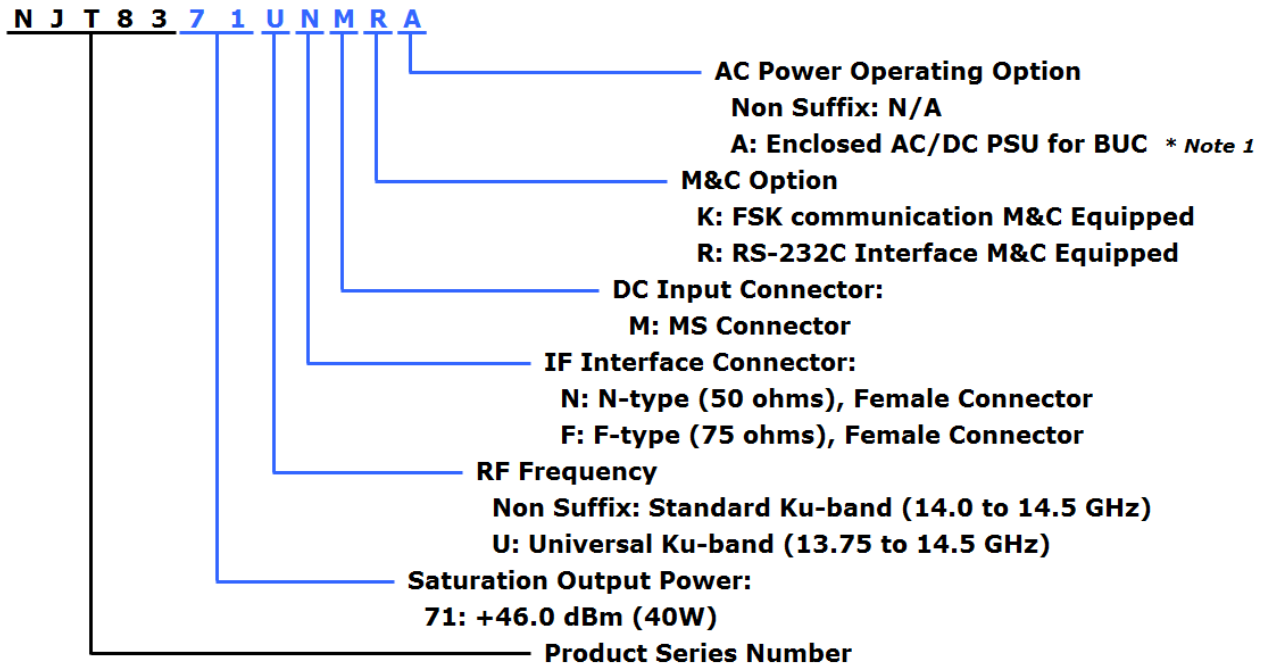 N J T 8 3 7 1 U N M R A
AC Power Operating Option
Non Suffix: N/A
A: Enclosed AC/DC PSU for BUC * Note 1
M&C Option
K: FSK communication M&C Equipped
R: RS-232C Interface M&C Equipped
DC Input Connector:
M: MS Connector
IF Interface Connector:
N: N-type (50 ohms), Female Connector
F: F-type (75 ohms), Female Connector
RF Frequency
Non Suffix: Standard Ku-band (14.0 to 14.5 GHz)
U: Universal Ku-band (13.75 to 14.5 GHz)
Saturation Output Power:
71: +46.0 dBm (40W)
Product Series Number